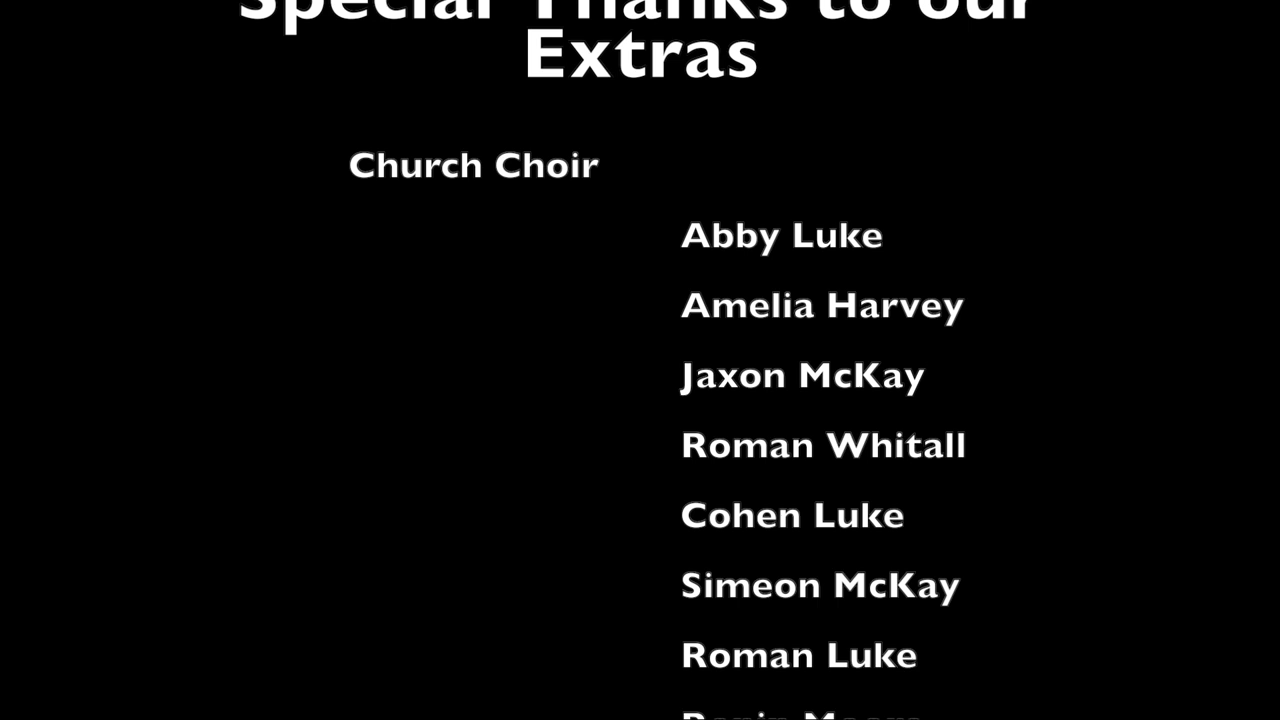 Special Thanks to our
Extras
Church Choir
Abby Luke
Amelia Harvey
Jaxon McKay
Roman Whitall
Cohen Luke
Simeon McKay
Roman Luke